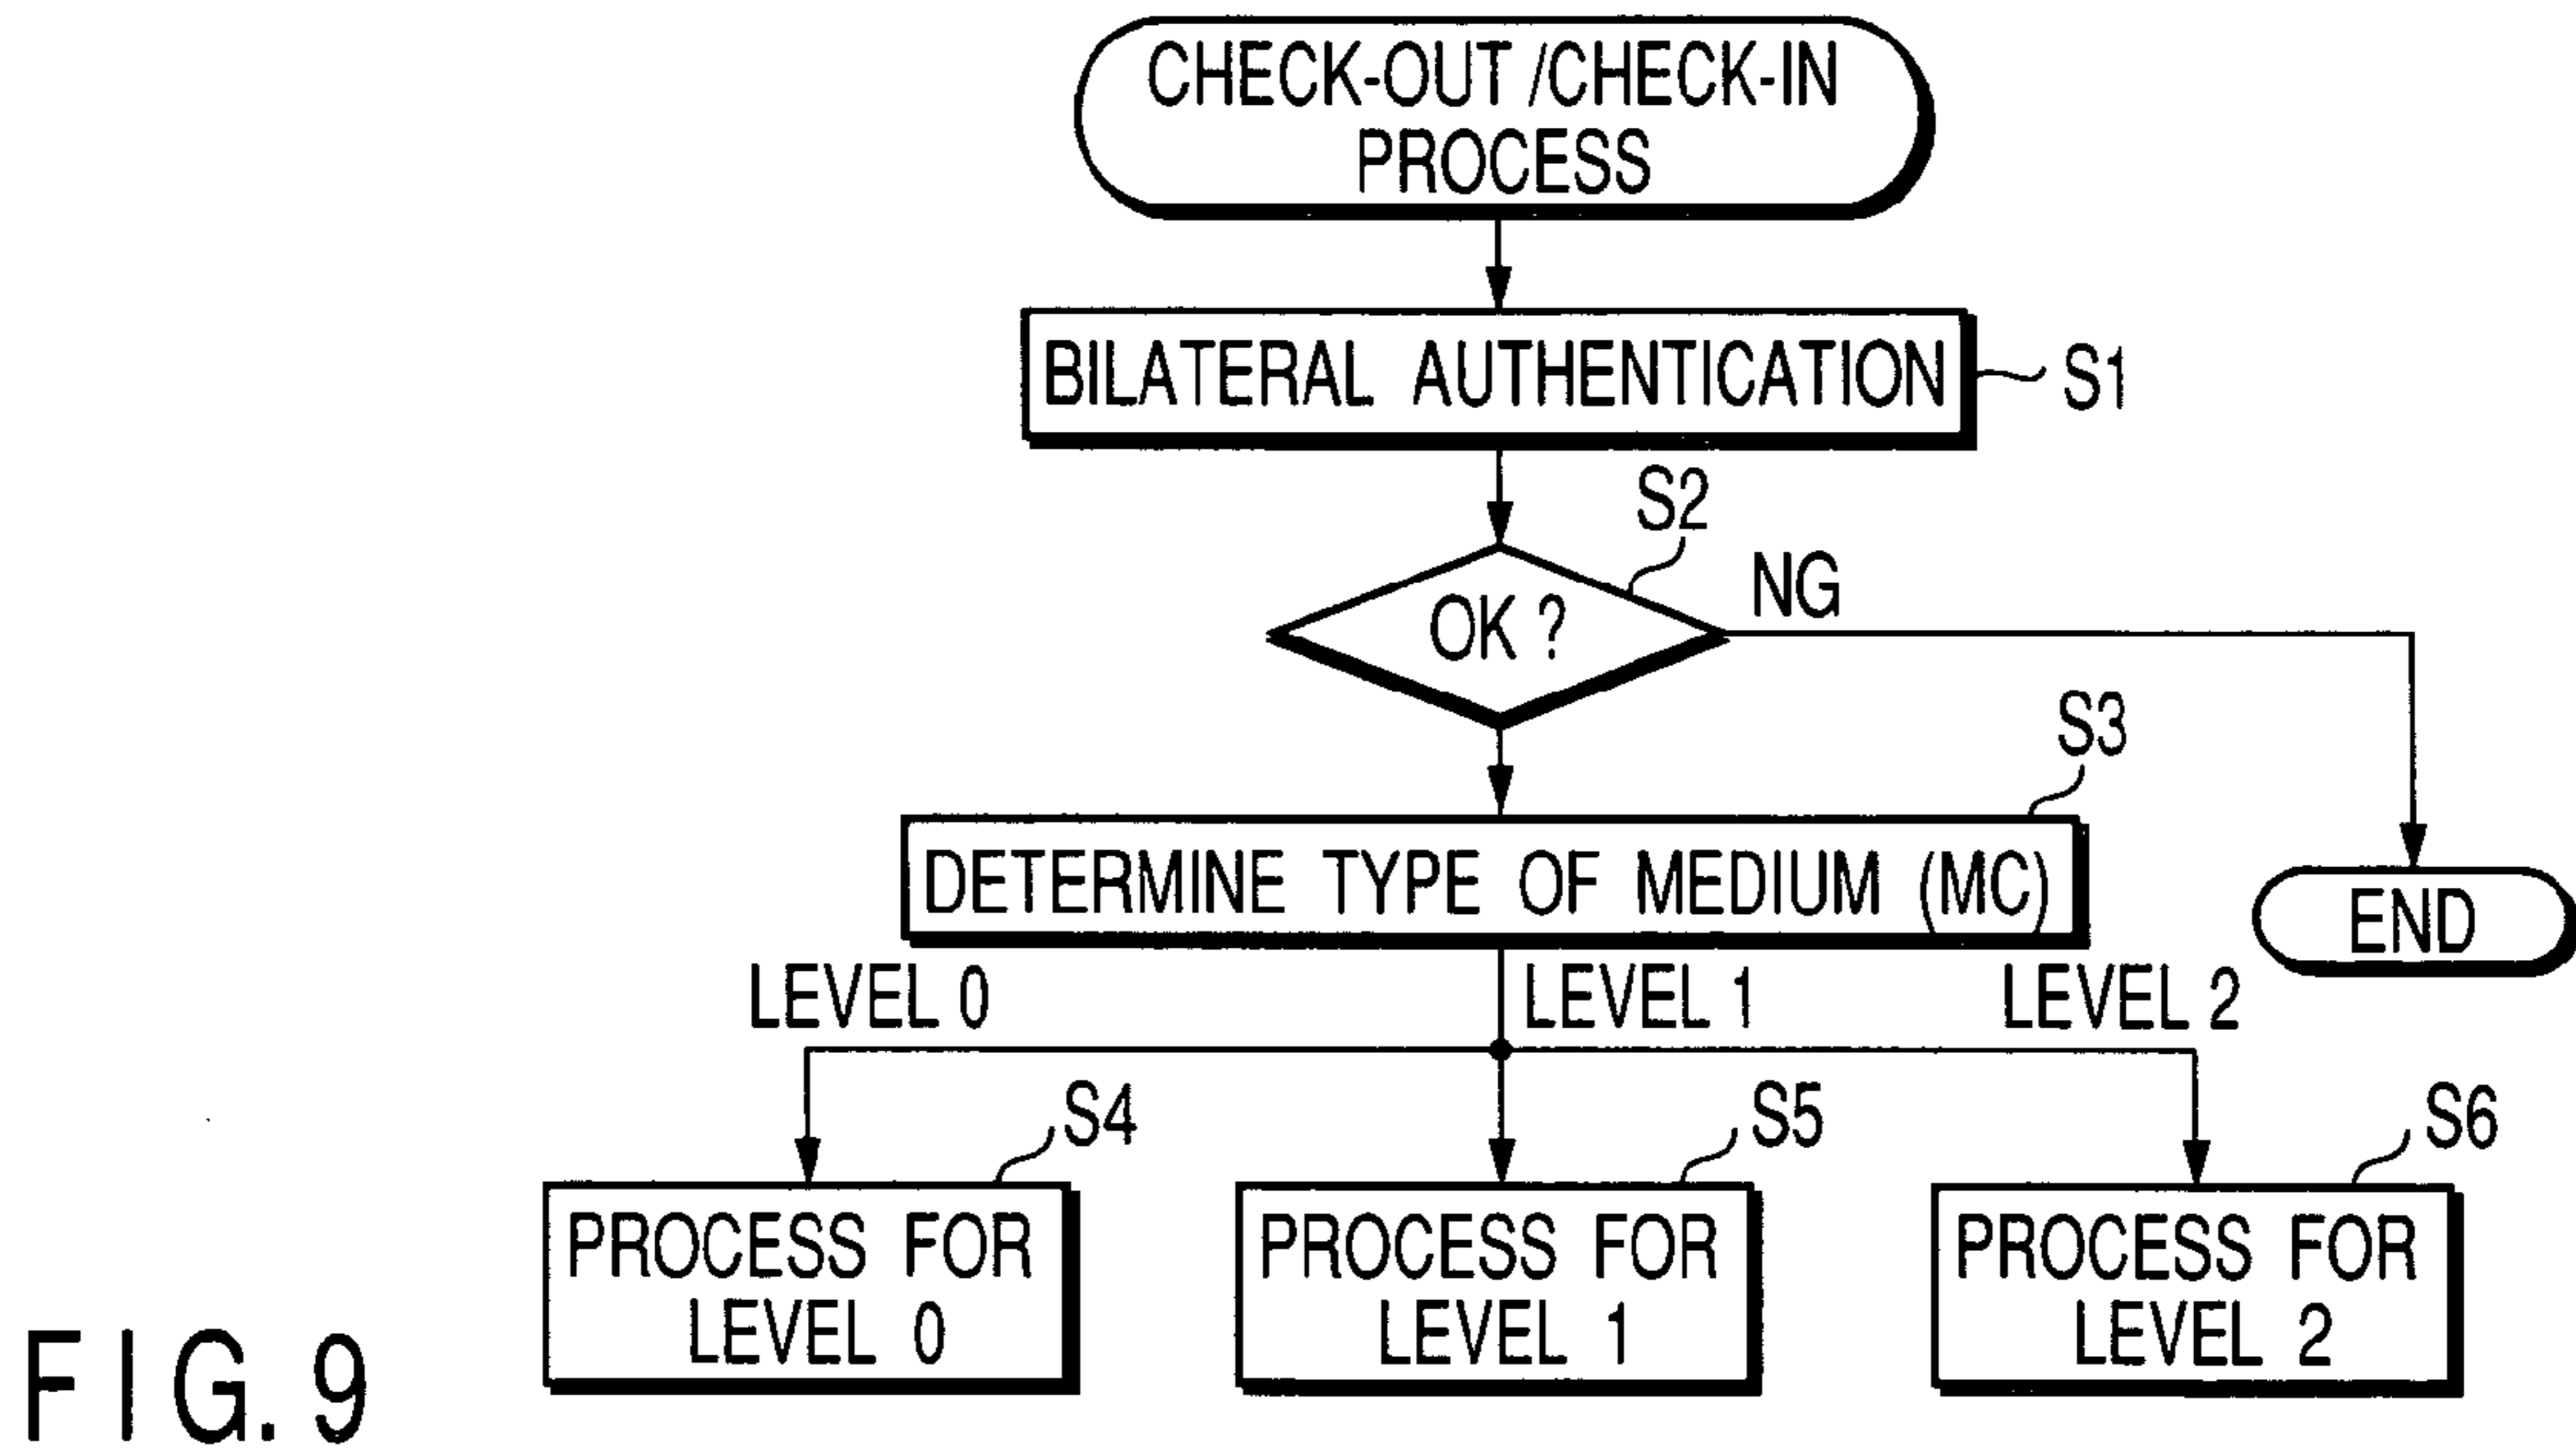 CHECK-OUT /CHECK-IN
PROCESS
BILATERAL AUTHENTICATION
S1
S2
OK ?
NG
S3
DETERMINE TYPE OF MEDIUM (MC)
END
LEVEL 0
LEVEL 1
LEVEL 2
S4
S5
S6
PROCESS FOR
LEVEL 0
PROCESS FOR
LEVEL 1
PROCESS FOR
LEVEL 2
FIG. 9